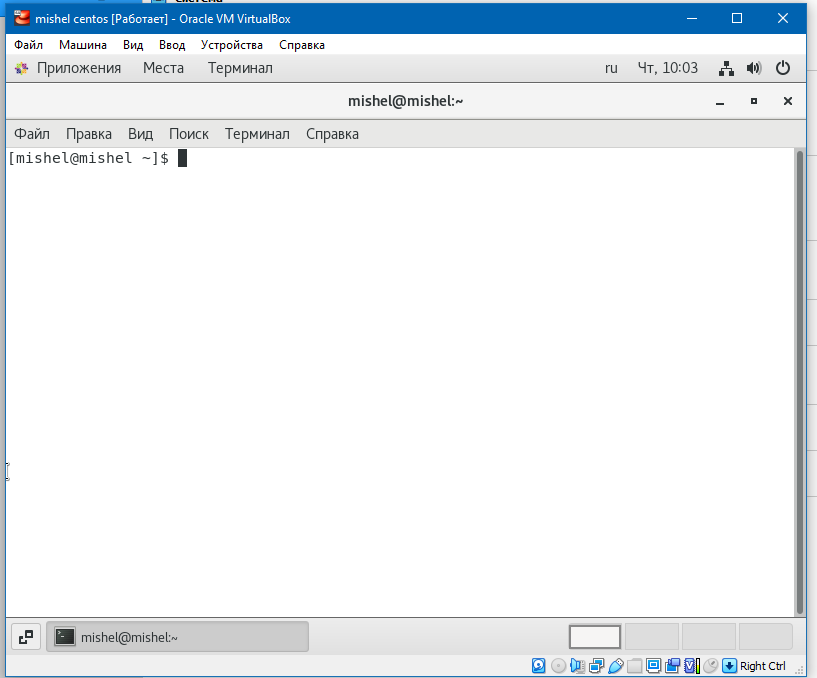 mishel centos [Работает] - Oracle VM VirtualBox
Файл Машина Вид Ввод Устройства Справка
Приложения Места Терминал ru Чт, 10:03
mishel@mishel:~
Файл Правка Вид Поиск Терминал Справка
[mishel@mishel ~]$
mishel@mishel:~
Right Ctrl